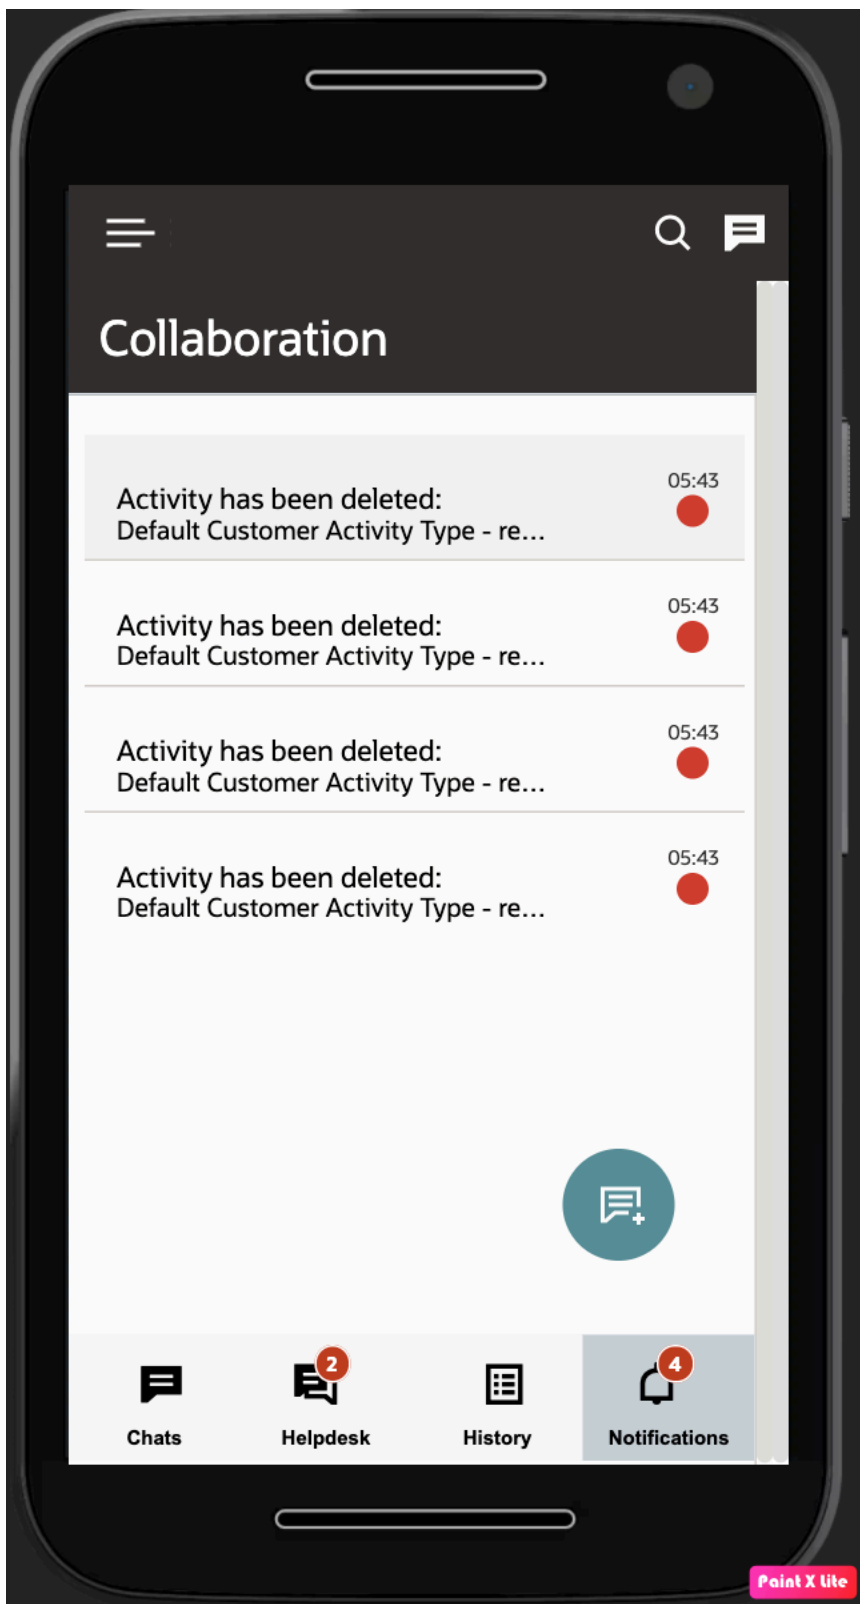 Collaboration
05:43
Activity has been deleted:
Default Customer Activity Type - re...
05:43
Activity has been deleted:
Default Customer Activity Type - re...
05:43
Activity has been deleted:
Default Customer Activity Type - re...
05:43
Activity has been deleted:
Default Customer Activity Type - re...
2
4
Chats Helpdesk History Notifications
Paint X lite